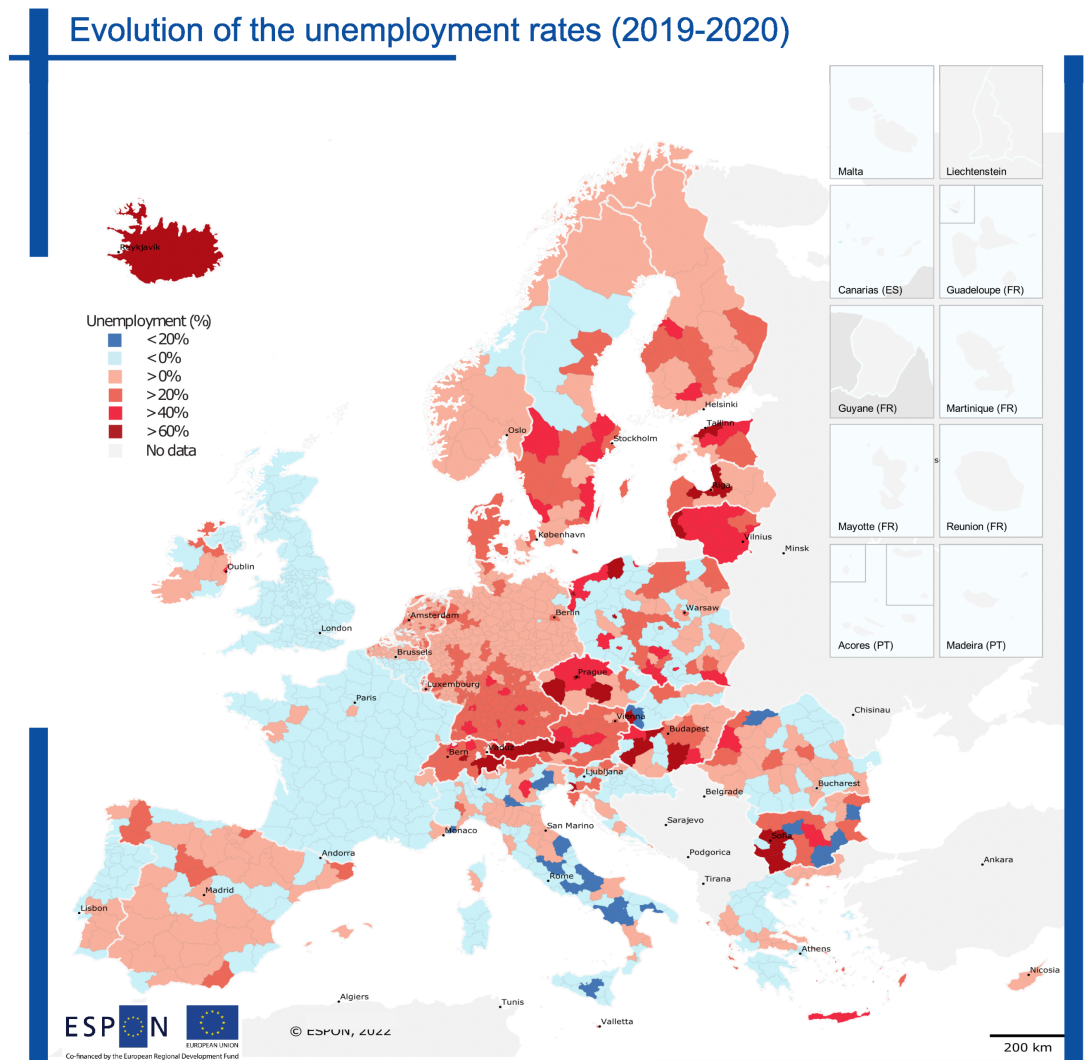 Evolution of the unemployment rates (2019-2020)
Malta
Liechtenstein
Canarias (ES)
Guadeloupe (FR)
Guyane (FR)
Martinique (FR)
Mayotte (FR)
Reunion (FR)
Acores (PT)
Madeira (PT)
Reykjavík
Unemployment (%)
<20%
<0%
>0%
>20%
>40%
>60%
No data
Helsinki
Tallinn
Oslo
Stockholm
s
Riga
København
Vilnius
Minsk
Dublin
Amsterdam
Berlin
Warsaw
London
Brussels
Prague
Luxembourg
Paris
Vienna
Chisinau
Budapest
Bern
Vaduz
Ljubljana
Bucharest
Belgrade
Monaco
San Marino
Sarajevo
Sofia
Andorra
Podgorica
Ankara
Rome
Tirana
Madrid
Lisbon
Athens
Nicosia
Algiers
Tunis
Valletta
ESPON
EUROPEAN UNION
Co-financed by the European Regional Development Fund
© ESPON, 2022
200 km